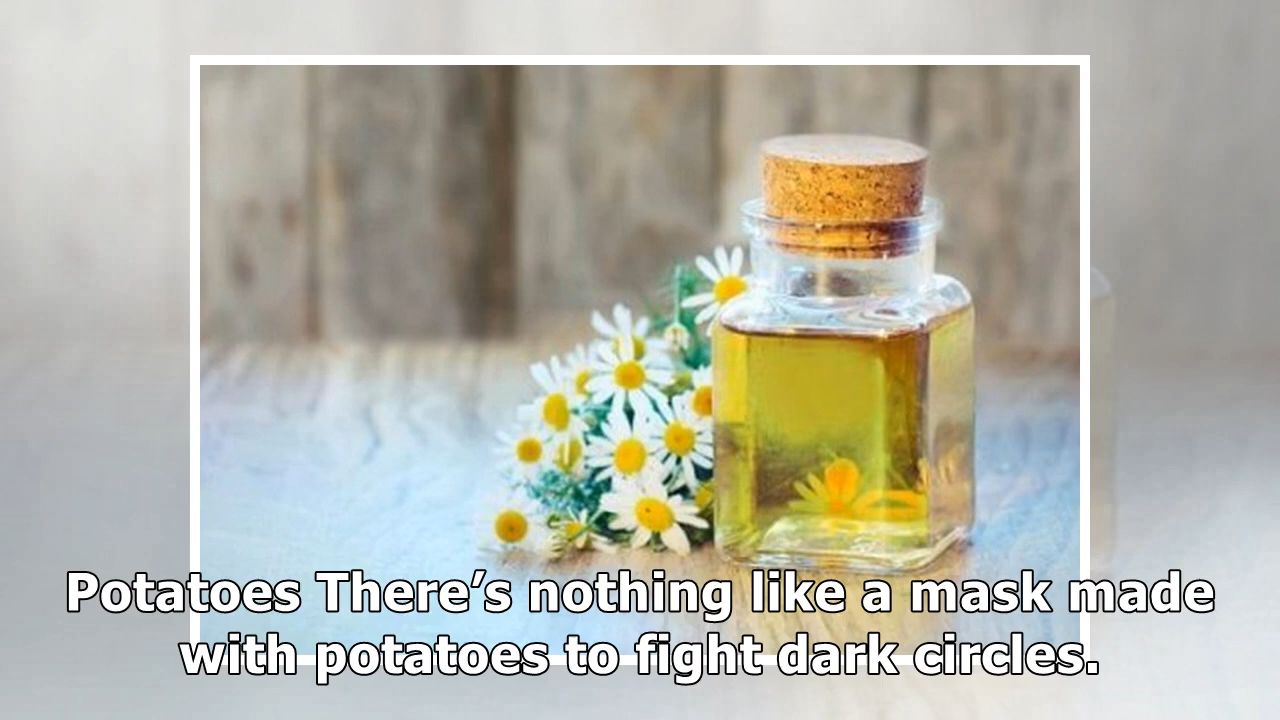 Potatoes There’s nothing like a mask made
with potatoes to fight dark circles.